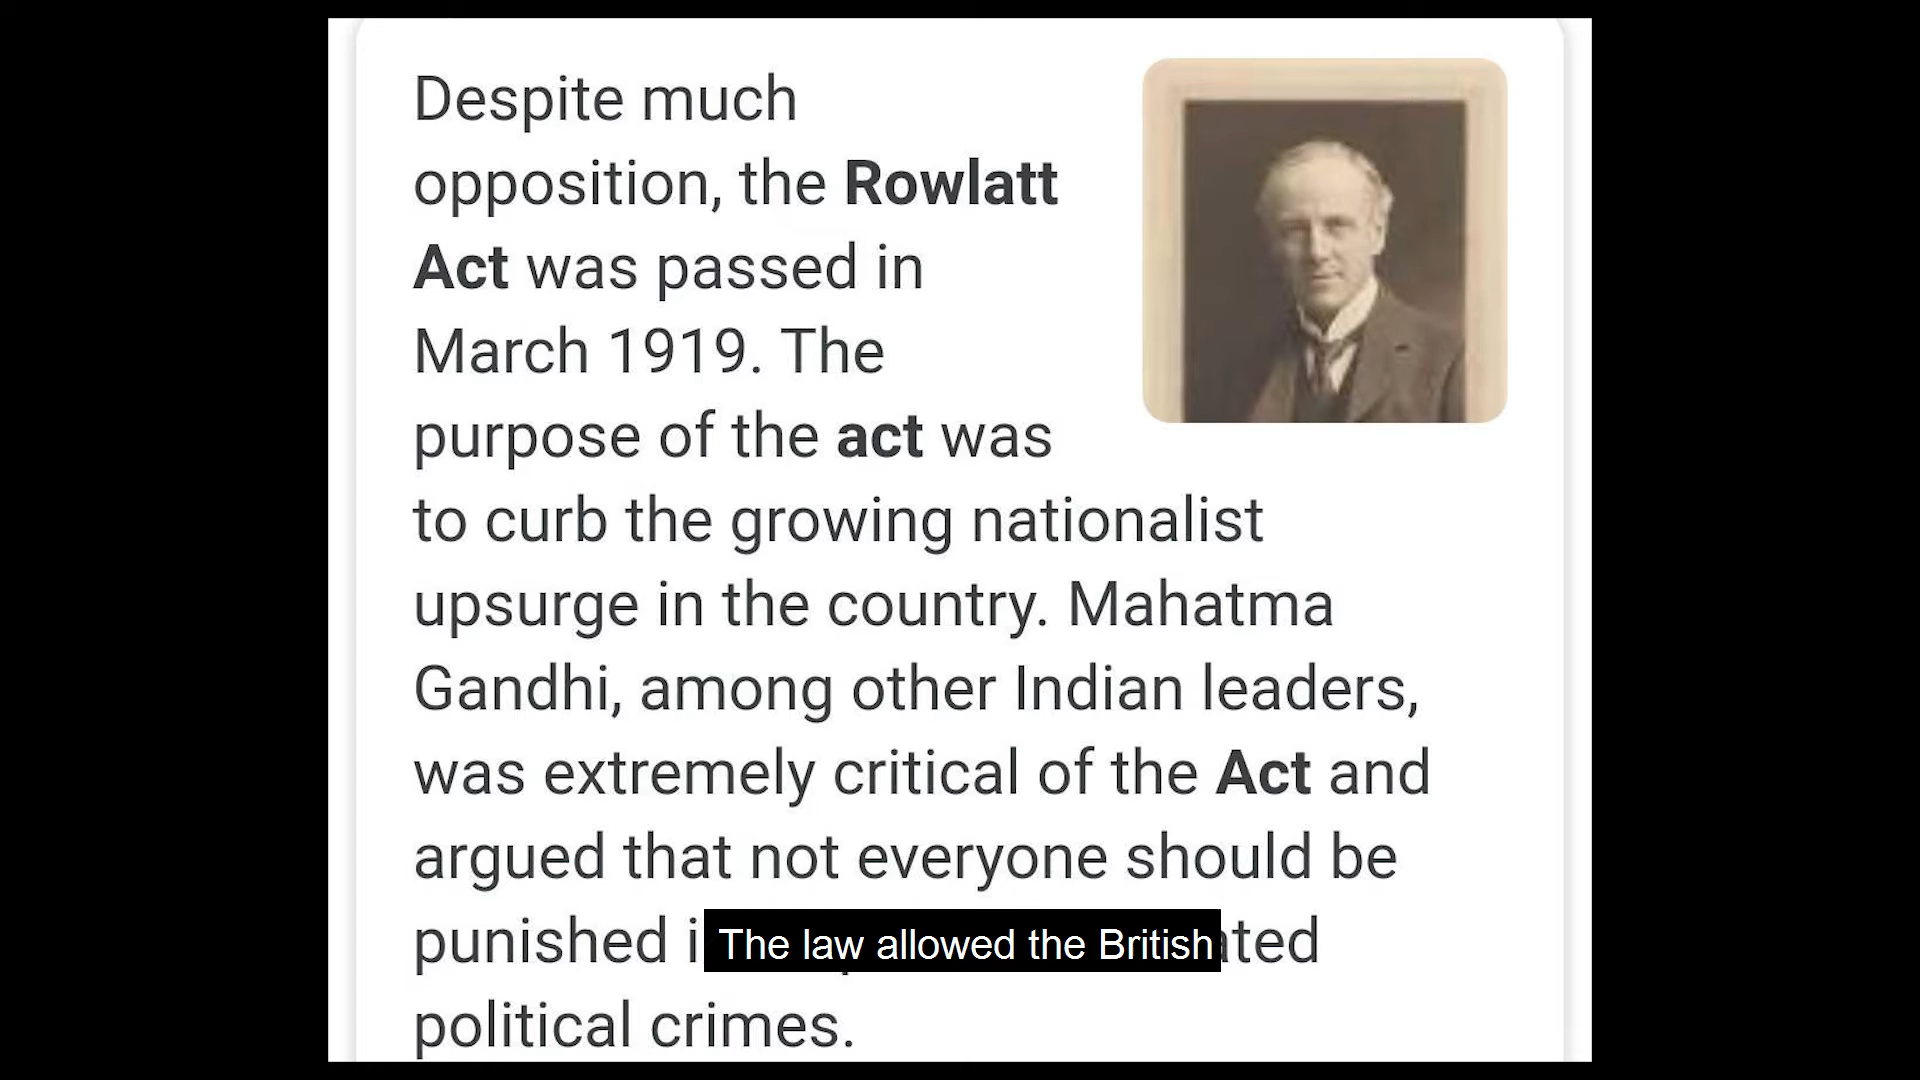 Despite much
opposition, the Rowlatt
Act was passed in
March 1919. The
purpose of the act was
to curb the growing nationalist
upsurge in the country. Mahatma
Gandhi, among other Indian leaders,
was extremely critical of the Act and
argued that not everyone should be
punished
The law allowed the British
political crimes.